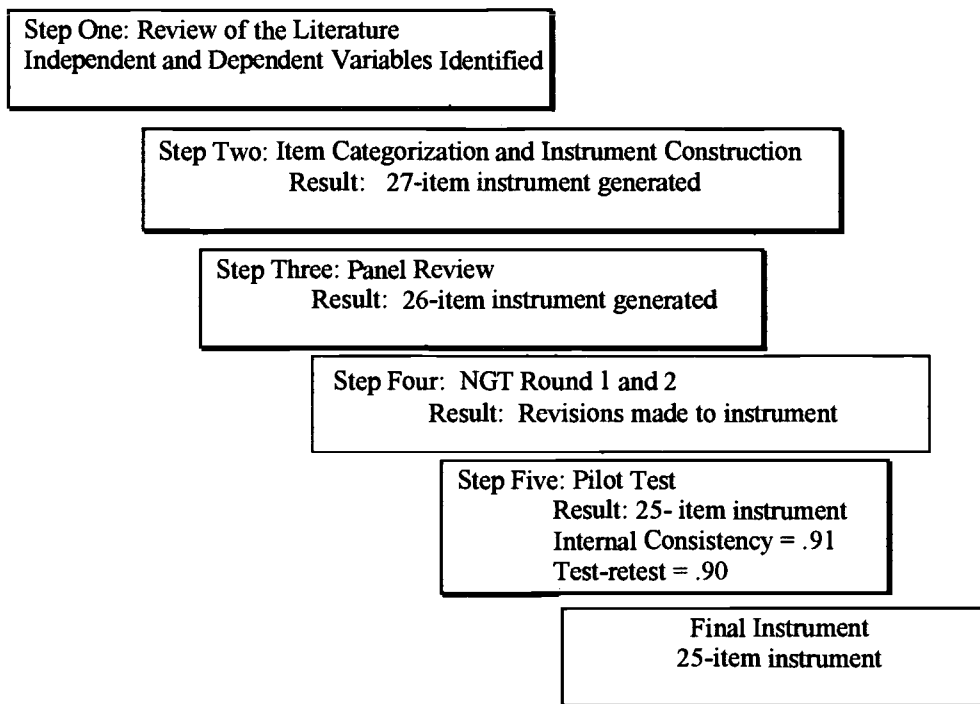 Step One: Review of the Literature
Independent and Dependent Variables Identified
Step Two: Item Categorization and Instrument Construction
Result: 27-item instrument generated
Step Three: Panel Review
Result: 26-item instrument generated
Step Four: NGT Round 1 and 2
Result: Revisions made to instrument
Step Five: Pilot Test
Result: 25- item instrument
Internal Consistency = .91
Test-retest = .90
Final Instrument
25-item instrument